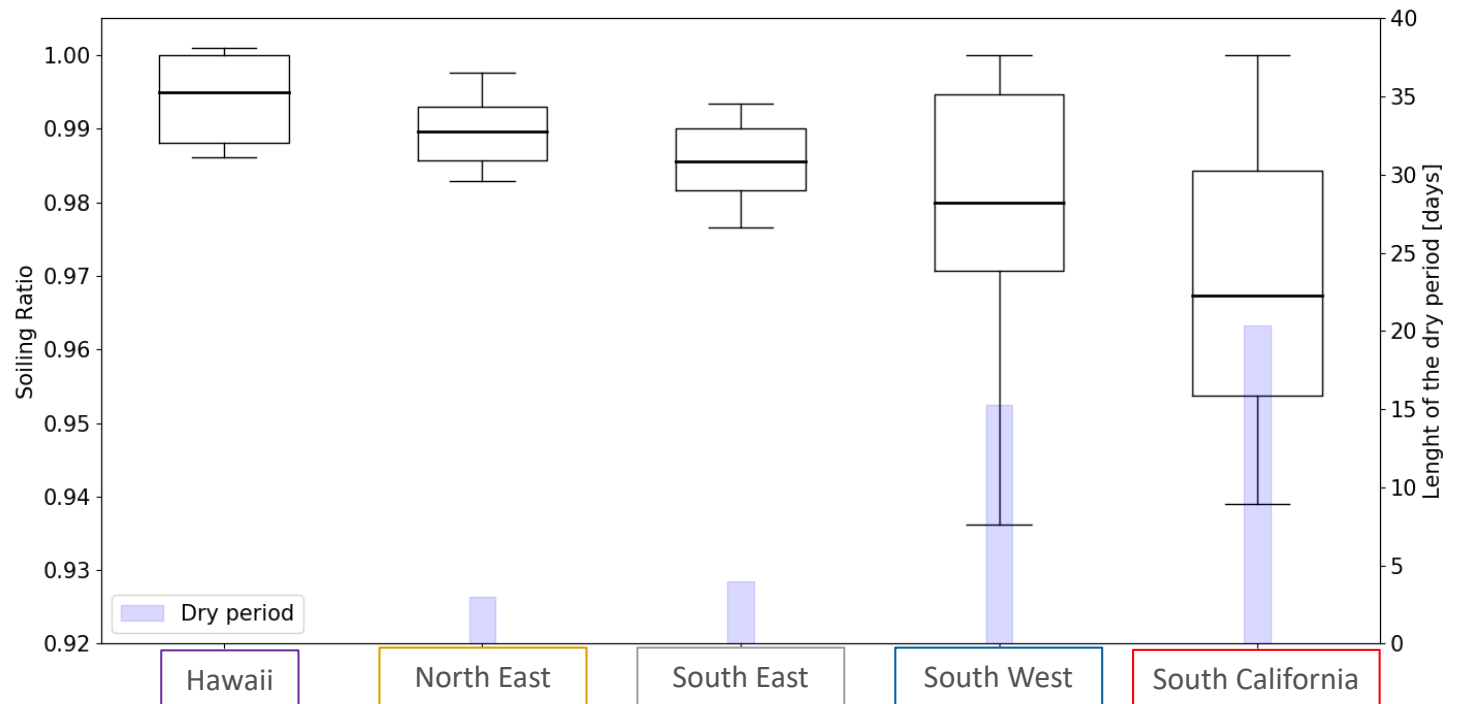 Soiling Ratio
1.00
0.99
0.98
0.97
0.96
0.95
0.94
0.93
0.92
40
35
30
25
20
15
10
5
0
Lenght of the dry period [days]
Dry period
Hawaii
North East
South East
South West
South California